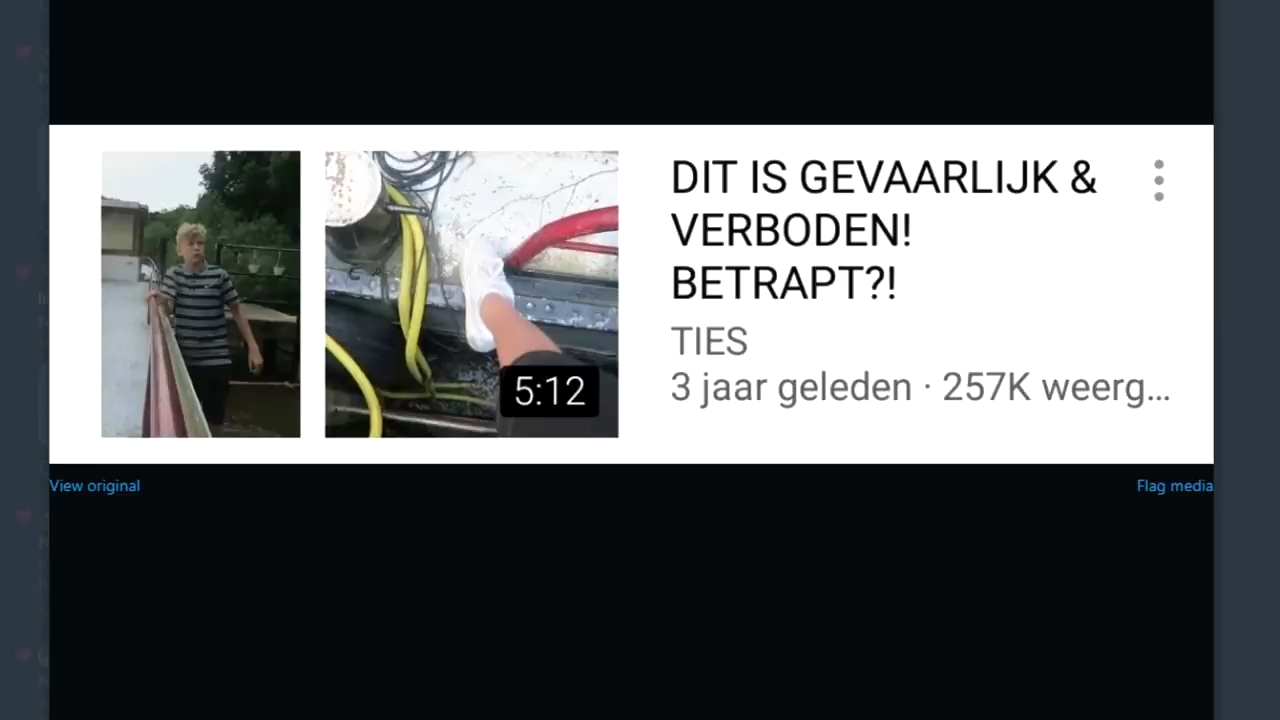 DIT IS GEVAARLIJK &
VERBODEN!
BETRAPT?!
TIES
3 jaar geleden · 257K weerg...
5:12
View original
Flag media